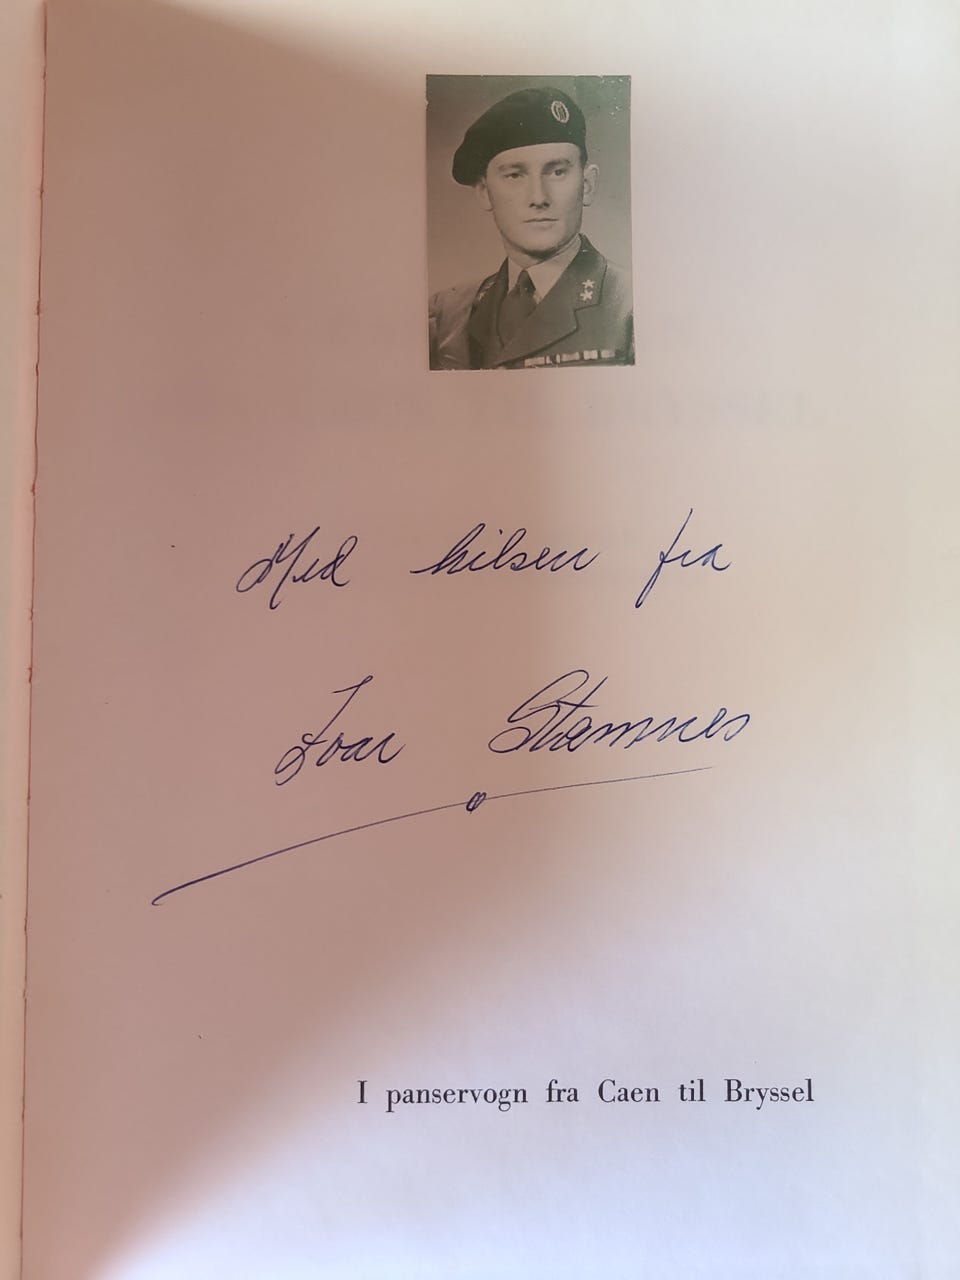 Med hilsen fra
Ivar Stamnes
I panservogn fra Caen til Bryssel